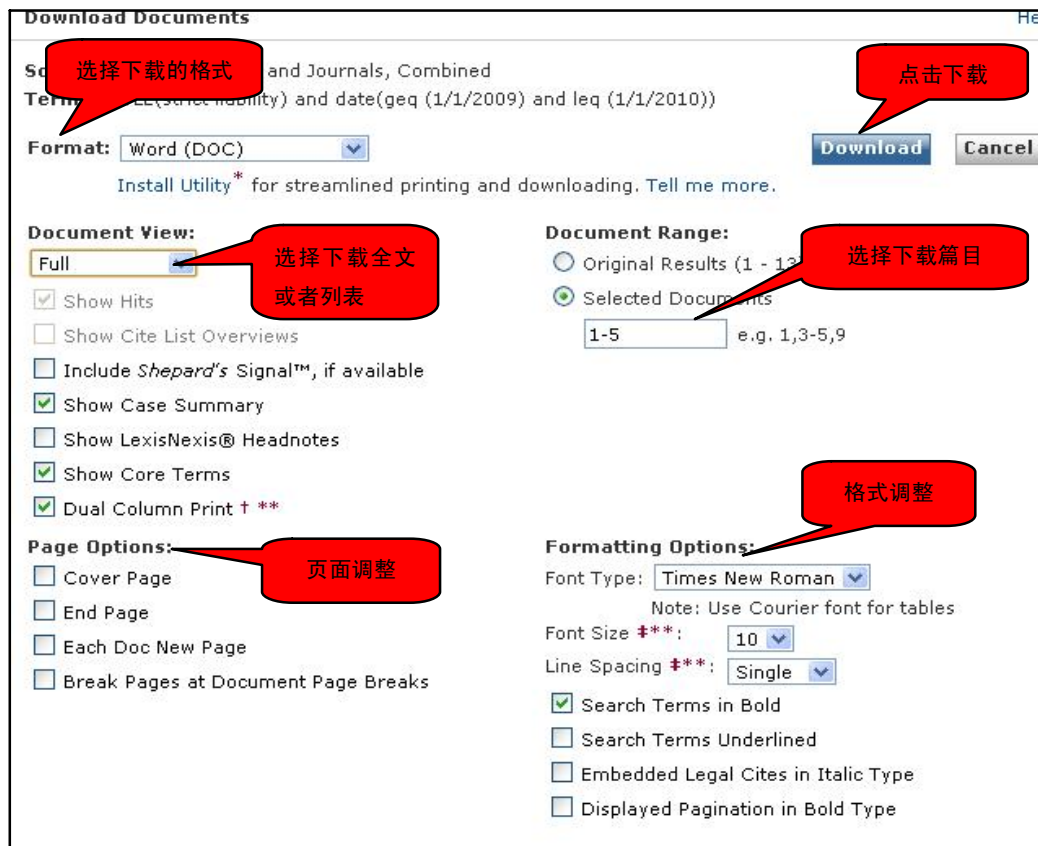 Download Documents He
选择下载的格式 and Journals, Combined
点击下载
(strict liability) and date(geq (1/1/2009) and leq (1/1/2010))
Format: Word (DOC) Download Cancel
Install Utility* for streamlined printing and downloading. Tell me more.
Document View:
Full
选择下载全文
或者列表
Show Hits
Show Cite List Overviews
Include Shepard's Signal™, if available
Show Case Summary
Show LexisNexis® Headnotes
Show Core Terms
Dual Column Print † **
Document Range:
Original Results (1 - 13
选择下载篇目
Selected Documents
1-5 e.g. 1,3-5,9
Page Options:
页面调整
Cover Page
End Page
Each Doc New Page
Break Pages at Document Page Breaks
格式调整
Formatting Options:
Font Type: Times New Roman
Note: Use Courier font for tables
Font Size ‡**: 10
Line Spacing ‡**: Single
Search Terms in Bold
Search Terms Underlined
Embedded Legal Cites in Italic Type
Displayed Pagination in Bold Type